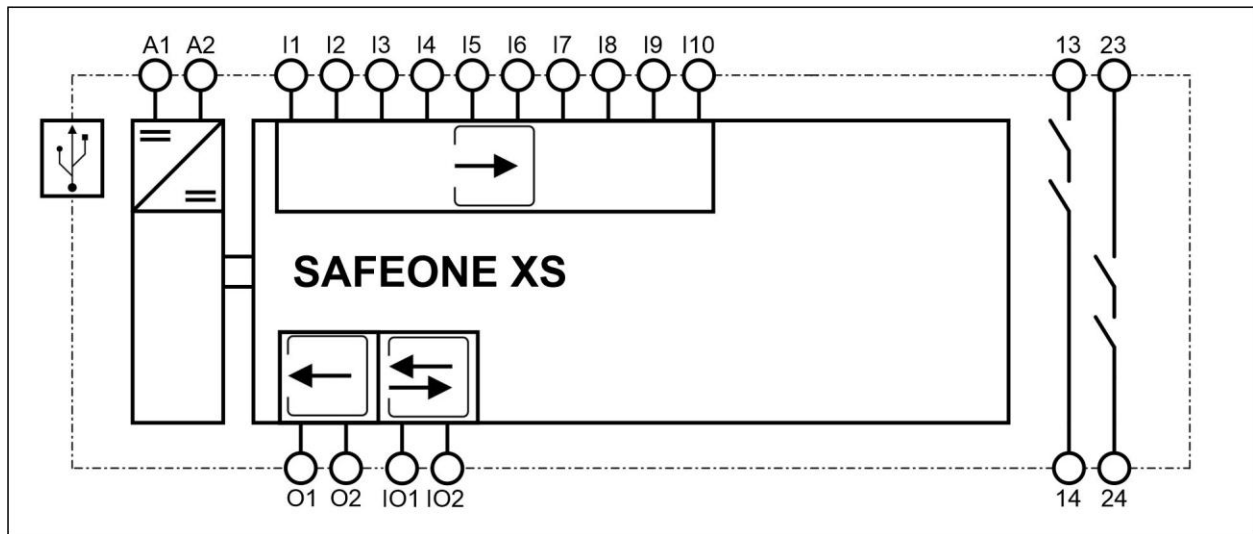 A1 A2 I1 I2 I3 I4 I5 I6 I7 I8 I9 I10 13 23
SAFEONE XS
O1 O2 IO1 IO2 14 24